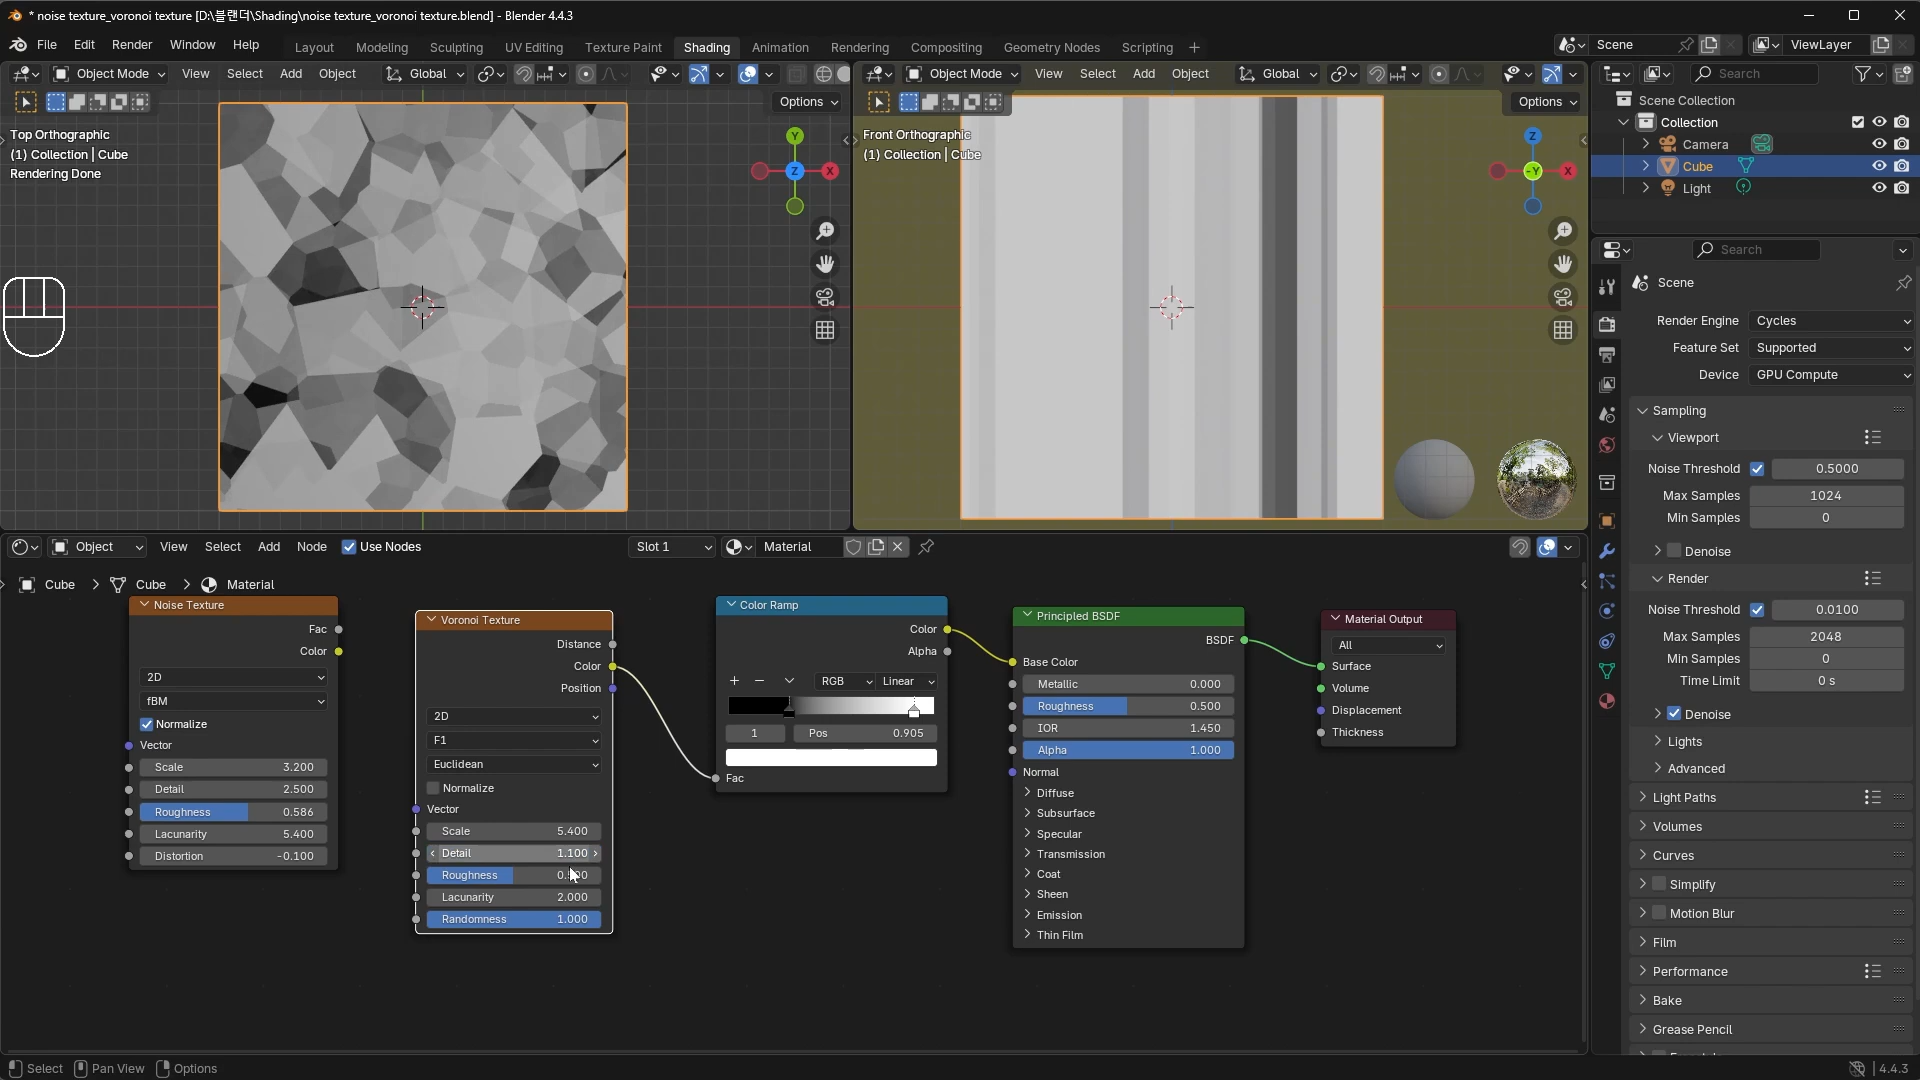 * noise texture_voronoi texture [D:\블랜더\Shading\noise texture_voronoi texture.blend] - Blender 4.4.3
File Edit Render Window Help
Layout Modeling Sculpting UV Editing Texture Paint Shading Animation Rendering Compositing Geometry Nodes Scripting
Scene
ViewLayer
Object Mode View Select Add Object Global
Options
Top Orthographic
(1) Collection | Cube
Rendering Done
Y
X
Z
Object Mode View Select Add Object Global
Options
Front Orthographic
(1) Collection | Cube
Z
X
-Y
Search
Scene Collection
Collection
Camera
Cube
Light
Search
Scene
Render Engine Cycles
Feature Set Supported
Device GPU Compute
Sampling
Viewport
Noise Threshold 0.5000
Max Samples 1024
Min Samples 0
Denoise
Render
Noise Threshold 0.0100
Max Samples 2048
Min Samples 0
Time Limit 0 s
Denoise
Lights
Advanced
Light Paths
Volumes
Curves
Simplify
Motion Blur
Film
Performance
Bake
Grease Pencil
Object View Select Add Node Use Nodes
Slot 1
Material
Cube Cube Material
Noise Texture
Fac
Color
2D
fBM
Normalize
Vector
Scale 3.200
Detail 2.500
Roughness 0.586
Lacunarity 5.400
Distortion -0.100
Voronoi Texture
Distance
Color
Position
2D
F1
Euclidean
Normalize
Vector
Scale 5.400
Detail 1.100
Roughness
Lacunarity 2.000
Randomness 1.000
Color Ramp
Color
Alpha
RGB Linear
1 Pos 0.905
Fac
Principled BSDF
BSDF
Base Color
Metallic 0.000
Roughness 0.500
IOR 1.450
Alpha 1.000
Normal
Diffuse
Subsurface
Specular
Transmission
Coat
Sheen
Emission
Thin Film
Material Output
All
Surface
Volume
Displacement
Thickness
Select Pan View Options
4.4.3